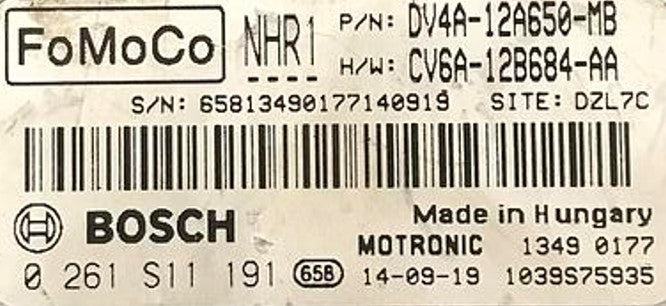 FoMoCo NHR1 P/N: DV4A-12A650-MB
H/W: CV6A-12B684-AA
S/N: 65813490177140919 SITE: DZL7C
BOSCH Made in Hungary
MOTRONIC 1349 0177
0 261 S11 191 658 14-09-19 1039S75935